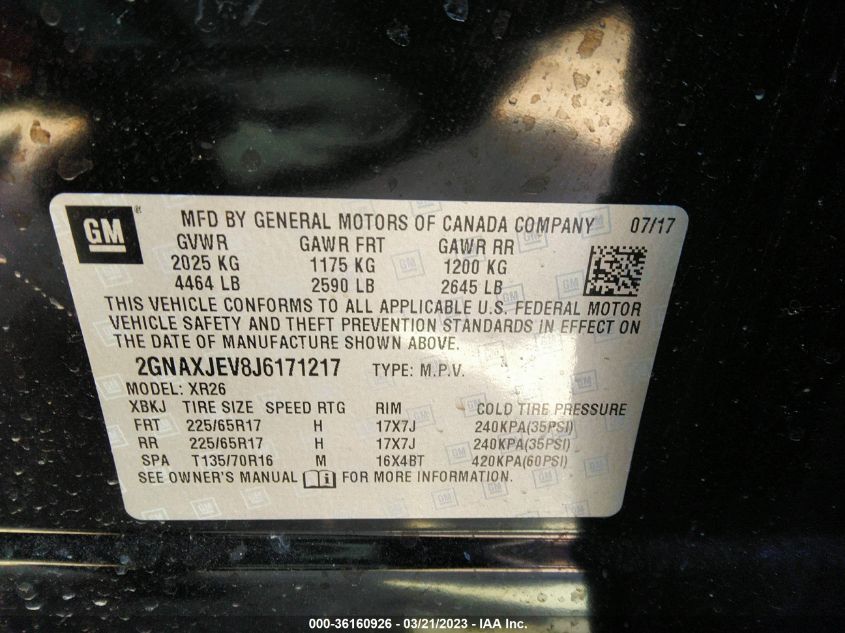 GM ® MFD BY GENERAL MOTORS OF CANADA COMPANY 07/17
GVWR GAWR FRT GAWR RR
2025 KG 1175 KG 1200 KG
4464 LB 2590 LB 2645 LB
THIS VEHICLE CONFORMS TO ALL APPLICABLE U.S. FEDERAL MOTOR
VEHICLE SAFETY AND THEFT PREVENTION STANDARDS IN EFFECT ON
THE DATE OF MANUFACTURE SHOWN ABOVE.
2GNAXJEV8J6171217 TYPE: M.P.V.
MODEL: XR26
XBKJ TIRE SIZE SPEED RTG RIM COLD TIRE PRESSURE
FRT 225/65R17 H 17X7J 240KPA(35PSI)
RR 225/65R17 H 17X7J 240KPA(35PSI)
SPA T135/70R16 M 16X4BT 420KPA(60PSI)
SEE OWNER'S MANUAL FOR MORE INFORMATION.
000-36160926 - 03/21/2023 - IAA Inc.